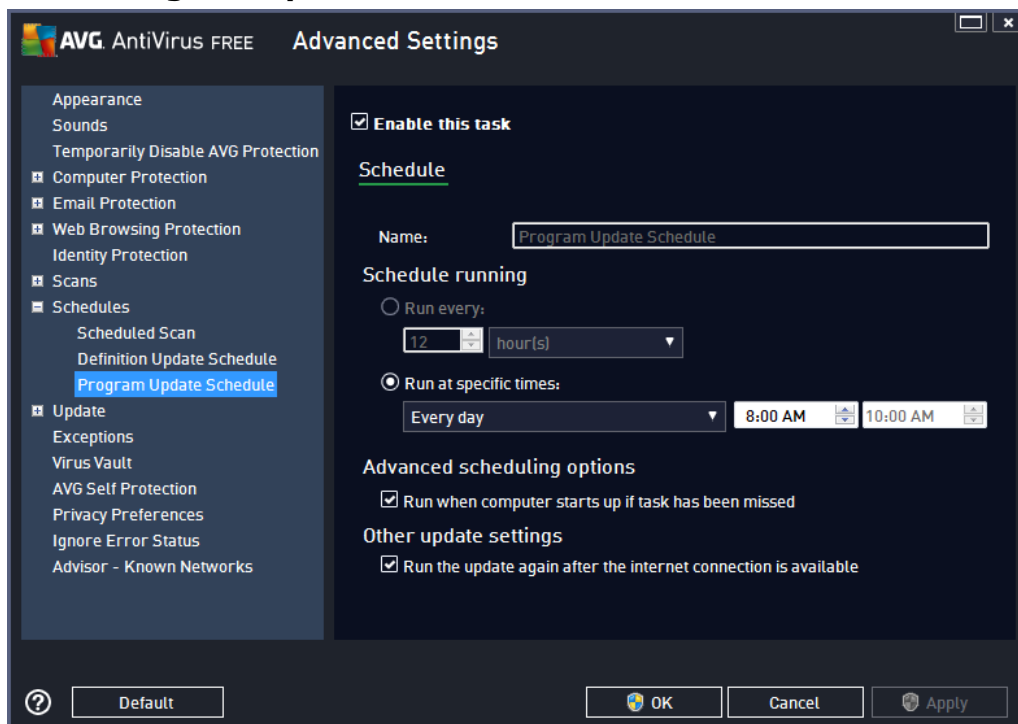 AVG. AntiVirus FREE Advanced Settings
Appearance
Sounds
Temporarily Disable AVG Protection
Computer Protection
Email Protection
Web Browsing Protection
Identity Protection
Scans
Schedules
Scheduled Scan
Definition Update Schedule
Program Update Schedule
Update
Exceptions
Virus Vault
AVG Self Protection
Privacy Preferences
Ignore Error Status
Advisor - Known Networks
Enable this task
Schedule
Name: Program Update Schedule
Schedule running
Run every:
12 hour(s)
Run at specific times:
Every day 8:00 AM 10:00 AM
Advanced scheduling options
Run when computer starts up if task has been missed
Other update settings
Run the update again after the internet connection is available
? Default OK Cancel Apply